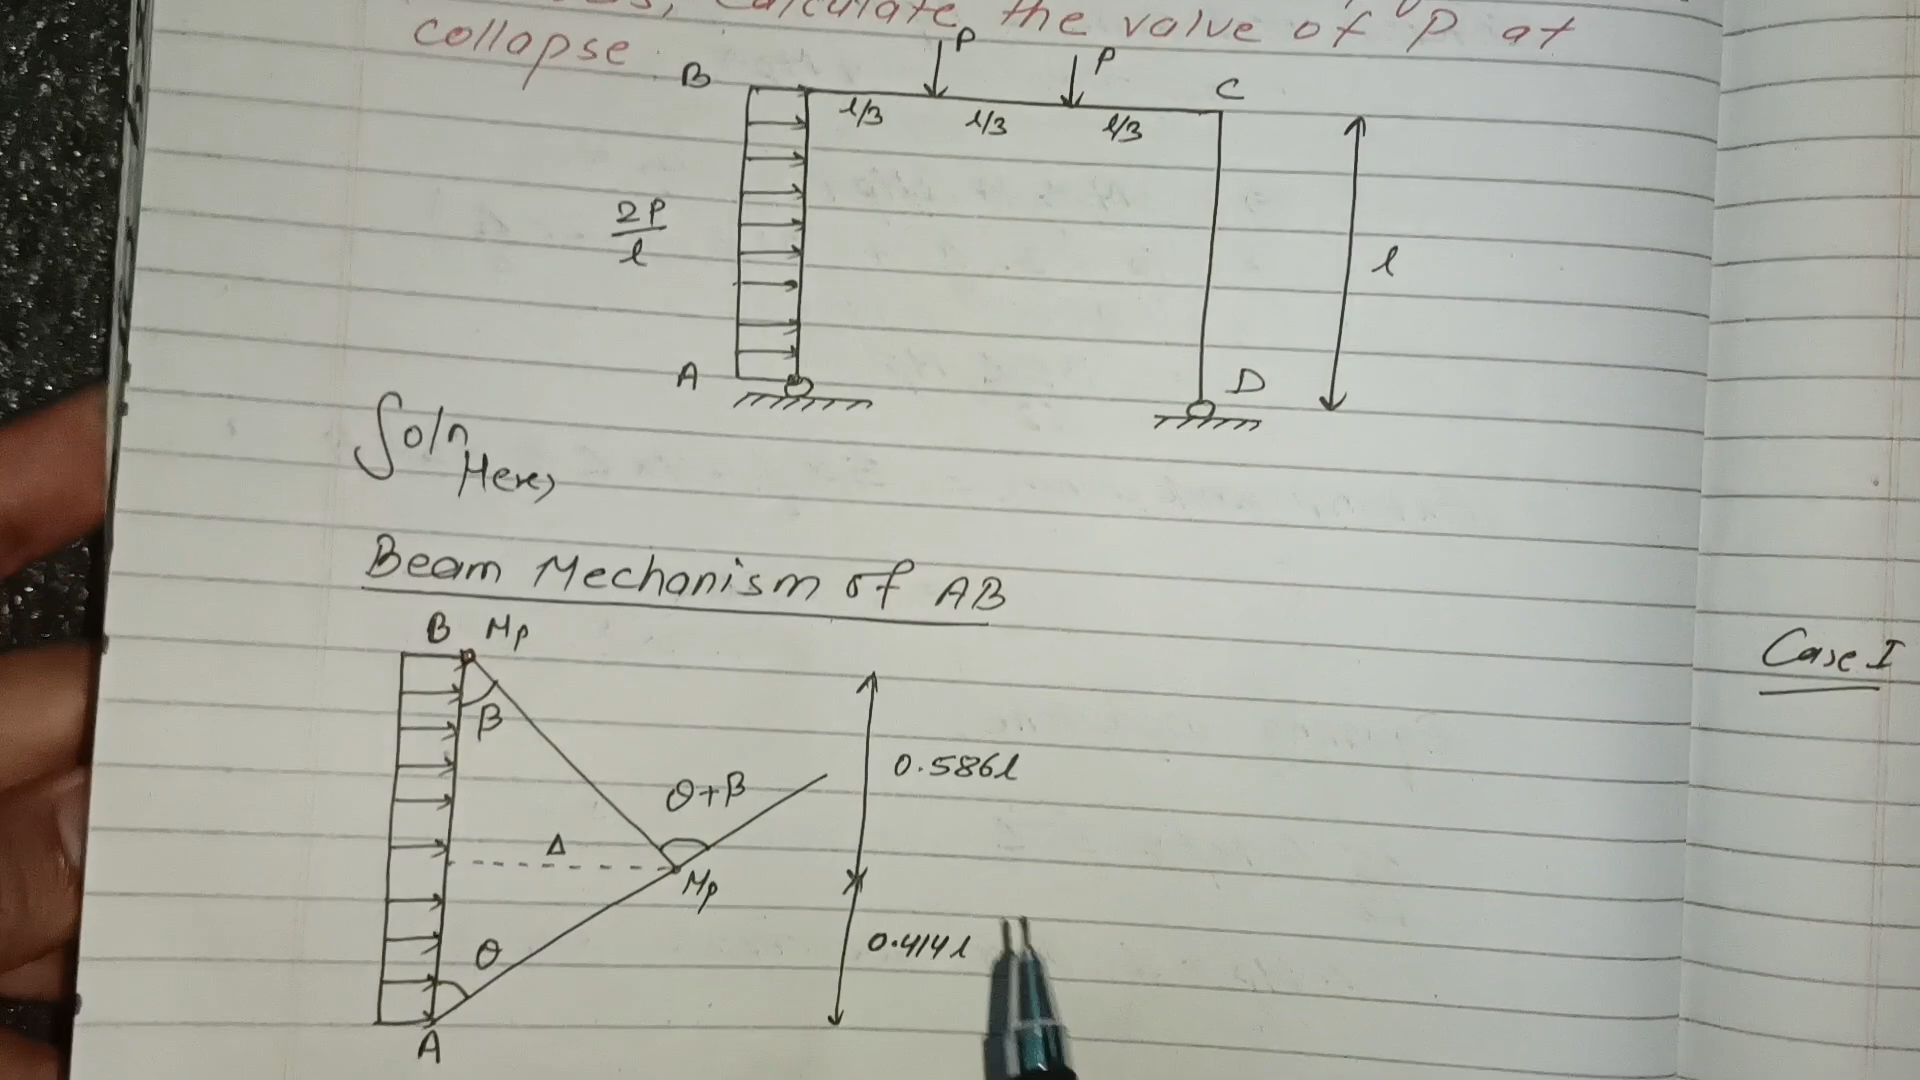 calculate the value of P at
collapse
P
P
B
C
l/3
l/3
l/3
2P
l
l
A
D
Soln
Here,
Beam Mechanism of AB
B Mp
Case I
β
0.586l
θ+β
Δ
Mp
θ
0.414l
A